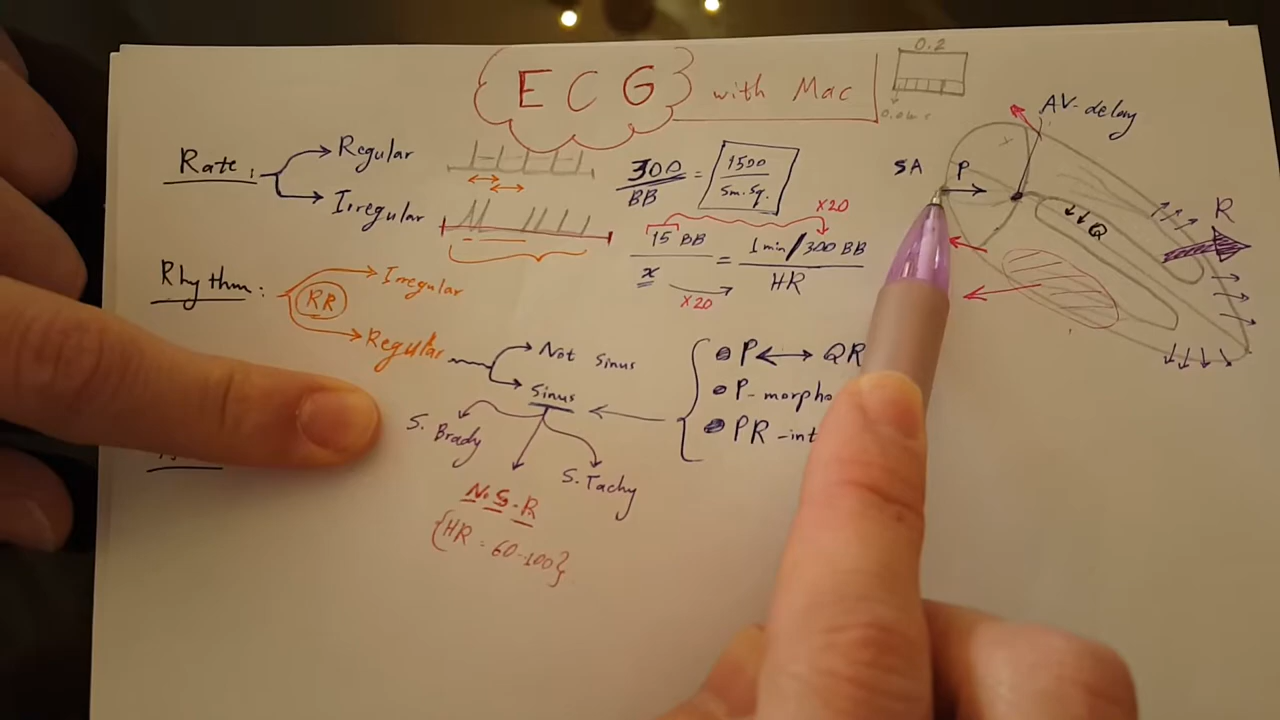 ECG with Mac
0.2
SA P AV-delay
Q
R
Rate: Regular
Irregular
300 / BB = 1500 / Sm.Sq.
15 BB / x = 1 min/300 BB / HR
x20
x20
Rhythm: RR Irregular
Regular
Not Sinus
Sinus
P ↔ QR
P-morpho
PR-int
S. Brady
N.S.R
{HR = 60-100}
S. Tachy